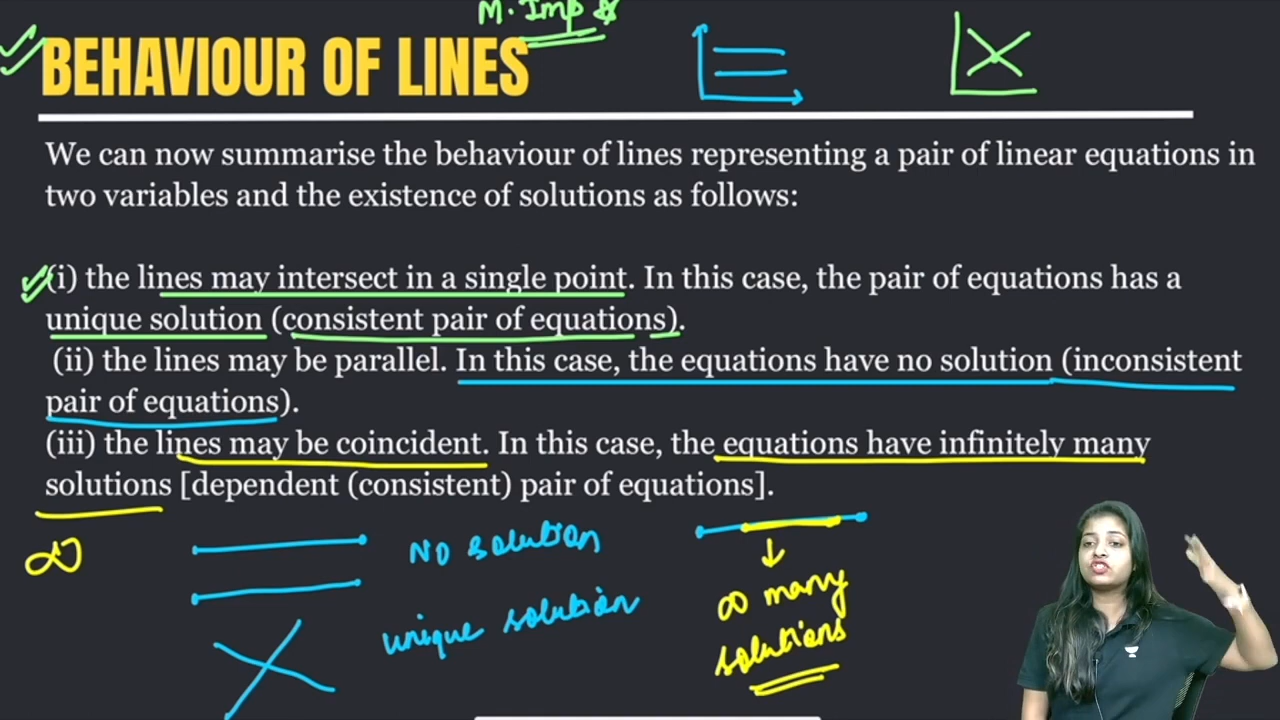 M. Imp
BEHAVIOUR OF LINES
We can now summarise the behaviour of lines representing a pair of linear equations in
two variables and the existence of solutions as follows:
(i) the lines may intersect in a single point. In this case, the pair of equations has a
unique solution (consistent pair of equations).
(ii) the lines may be parallel. In this case, the equations have no solution (inconsistent
pair of equations).
(iii) the lines may be coincident. In this case, the equations have infinitely many
solutions [dependent (consistent) pair of equations].
∞
No solution
unique solution
∞ many
solutions